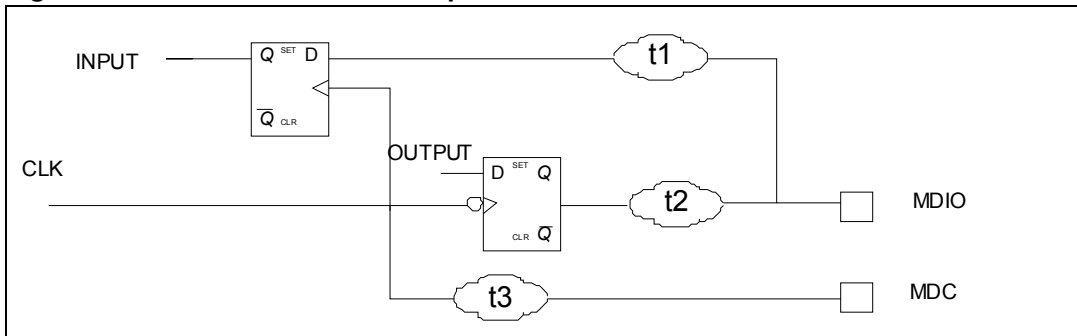 INPUT
Q SET D
Q CLR
t1
CLK
OUTPUT
D SET Q
CLR Q
t2
MDIO
t3
MDC